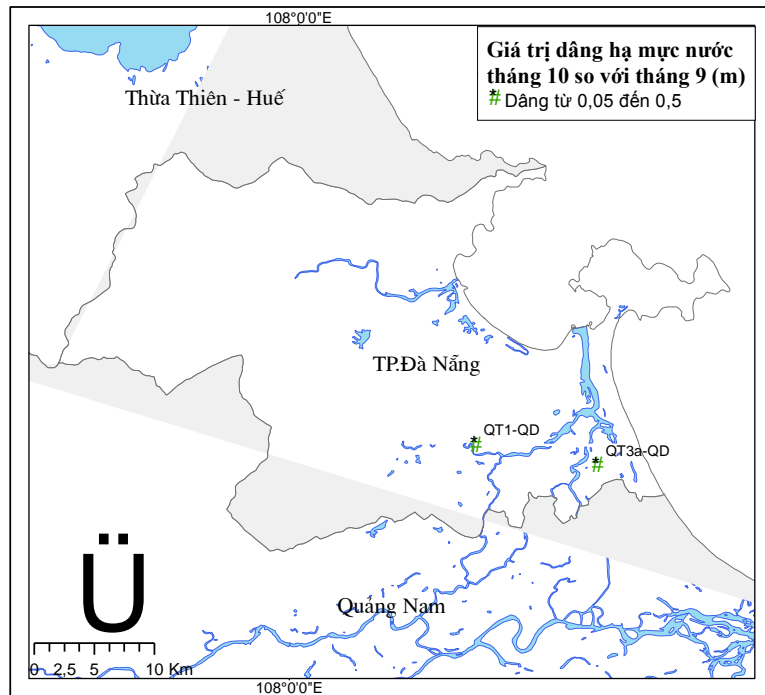 108°0'0"E
Giá trị dâng hạ mực nước
tháng 10 so với tháng 9 (m)
*# Dâng từ 0,05 đến 0,5
Thừa Thiên - Huế
TP.Đà Nẵng
*# QT1-QD
*# QT3a-QD
Ü
Quảng Nam
0 2,5 5 10 Km
108°0'0"E